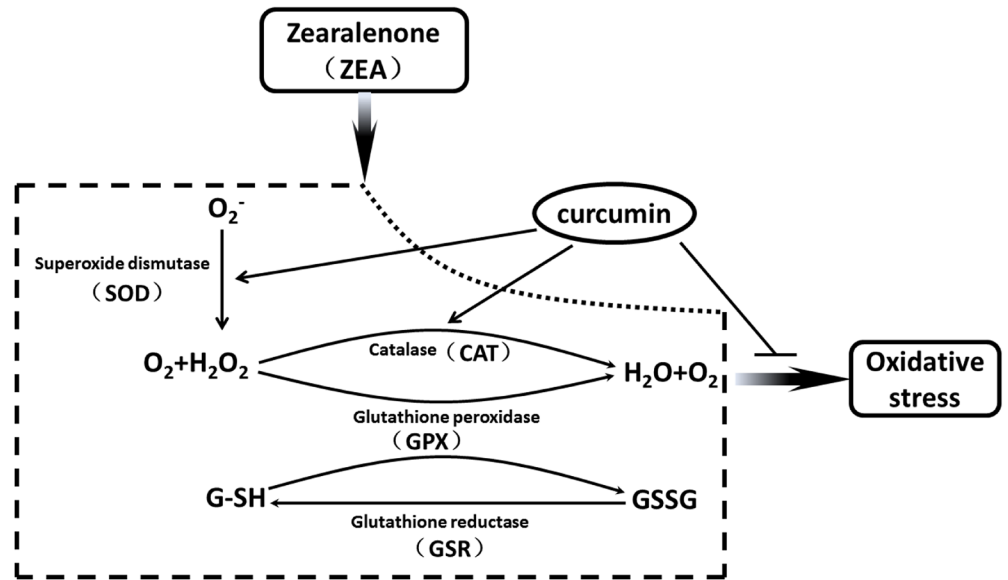 Zearalenone
（ZEA）
O₂⁻
curcumin
Superoxide dismutase
（SOD）
O₂+H₂O₂
Catalase（CAT）
H₂O+O₂
Oxidative
stress
Glutathione peroxidase
（GPX）
G-SH
GSSG
Glutathione reductase
（GSR）